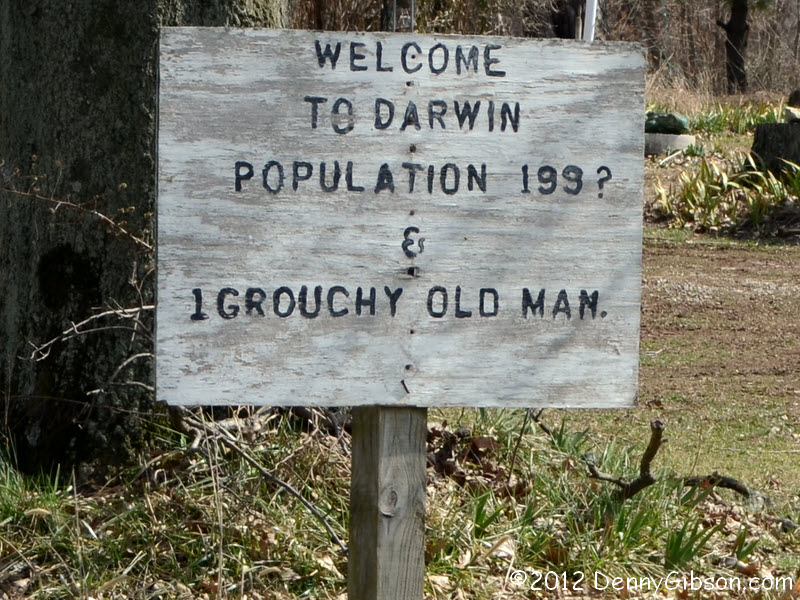 WELCOME
TO DARWIN
POPULATION 199?
&
1 GROUCHY OLD MAN.
©2012 DennyGibson.com